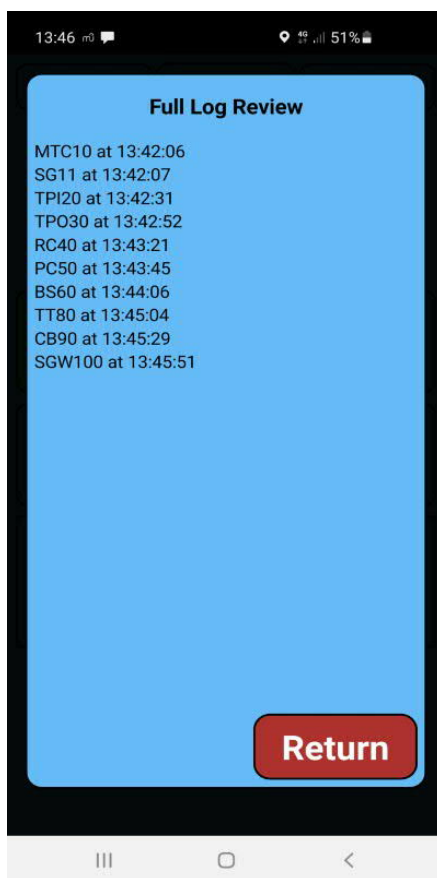 13:46
4G 51%
Full Log Review
MTC10 at 13:42:06
SG11 at 13:42:07
TPI20 at 13:42:31
TPO30 at 13:42:52
RC40 at 13:43:21
PC50 at 13:43:45
BS60 at 13:44:06
TT80 at 13:45:04
CB90 at 13:45:29
SGW100 at 13:45:51
Return